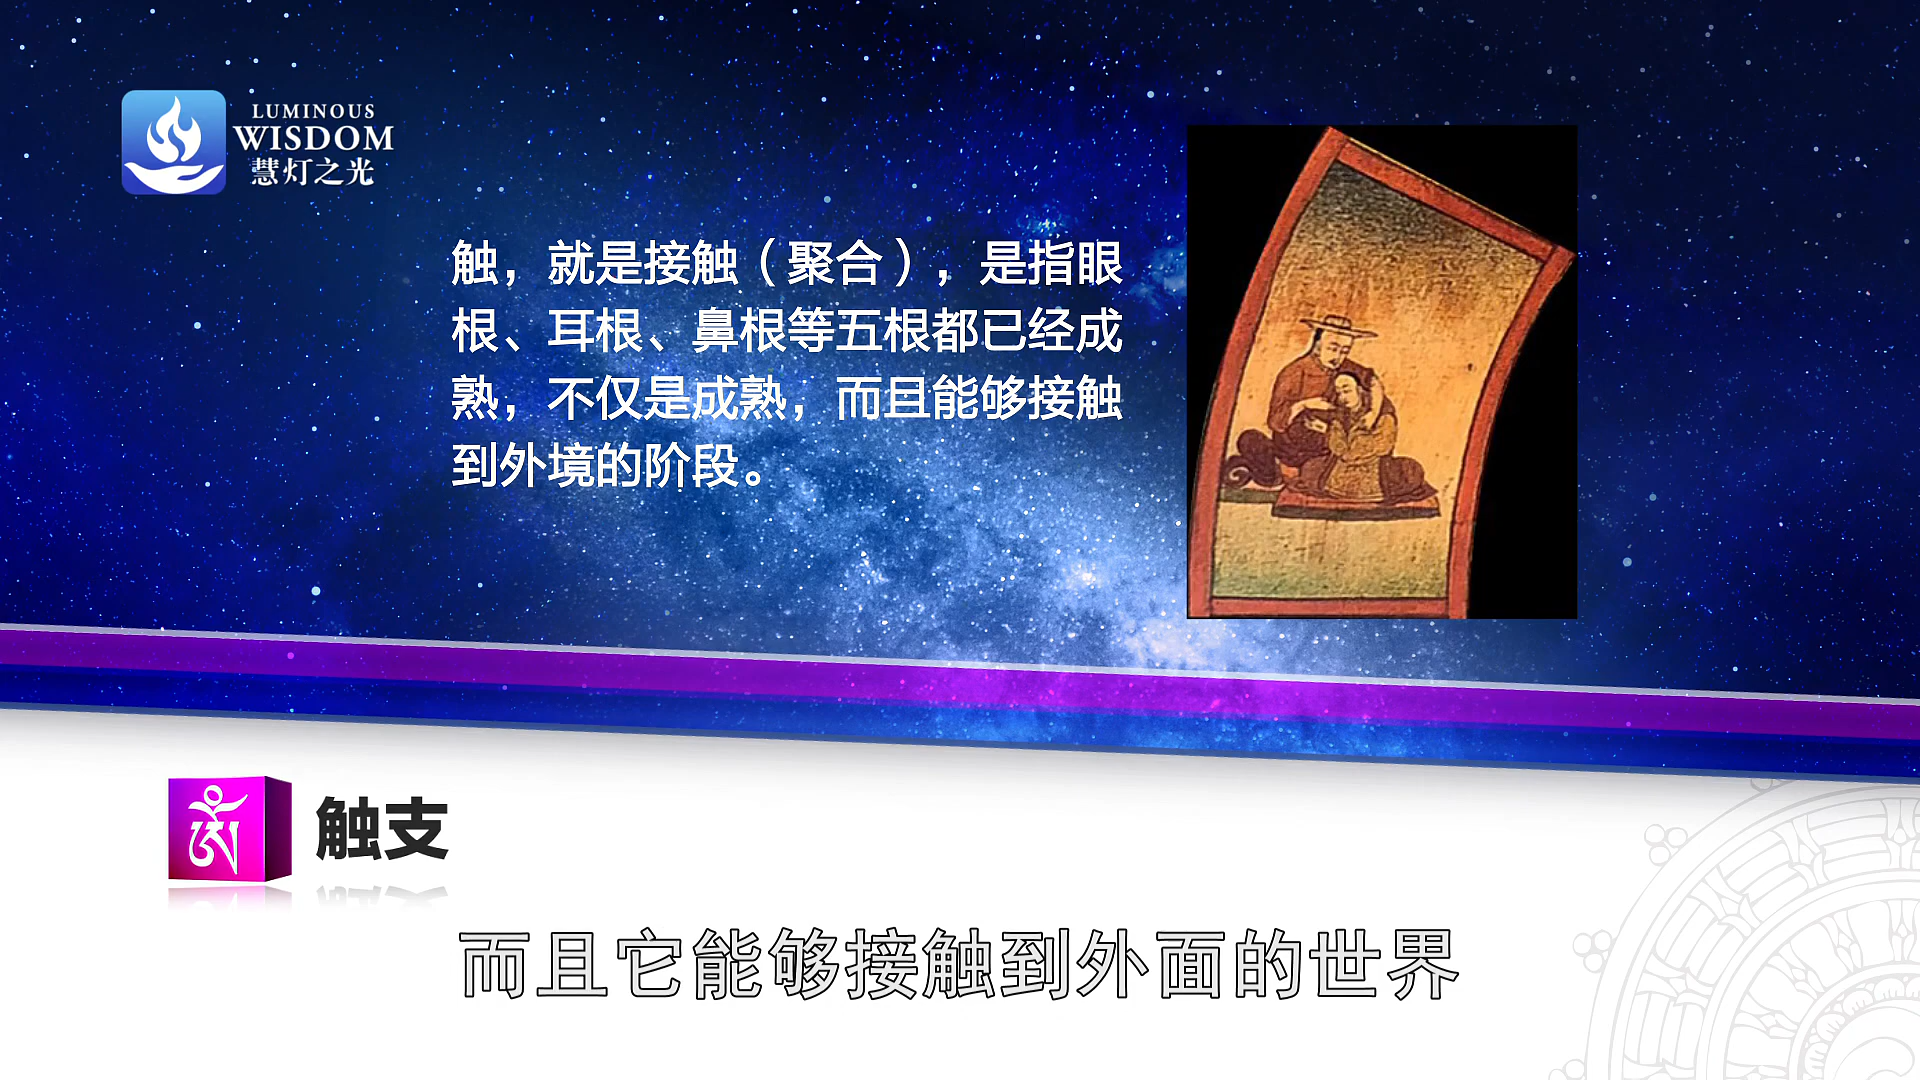 LUMINOUS
WISDOM
慧灯之光
触，就是接触（聚合），是指眼
根、耳根、鼻根等五根都已经成
熟，不仅是成熟，而且能够接触
到外境的阶段。
ༀ
触支
而且它能够接触到外面的世界